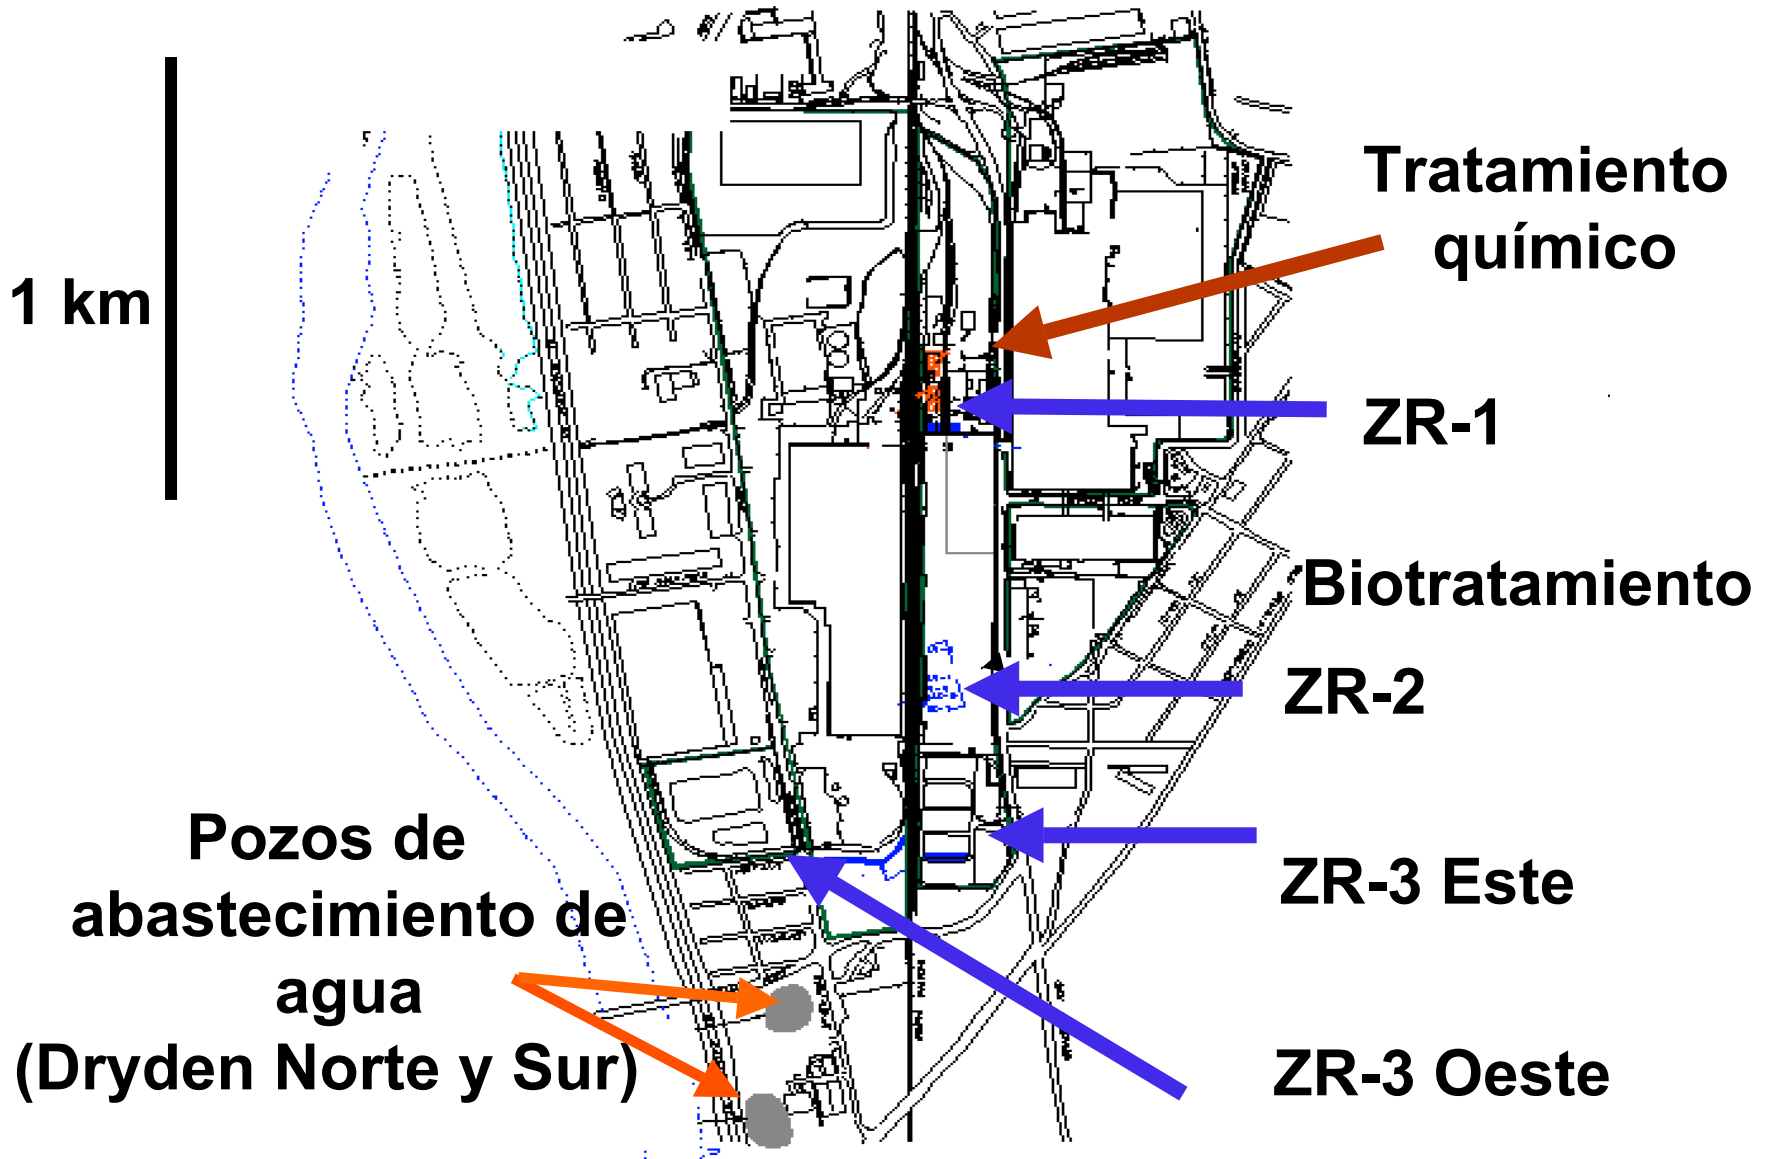 Tratamiento
químico
1 km
ZR-1
Biotratamiento
ZR-2
Pozos de
abastecimiento de
agua
(Dryden Norte y Sur)
ZR-3 Este
ZR-3 Oeste